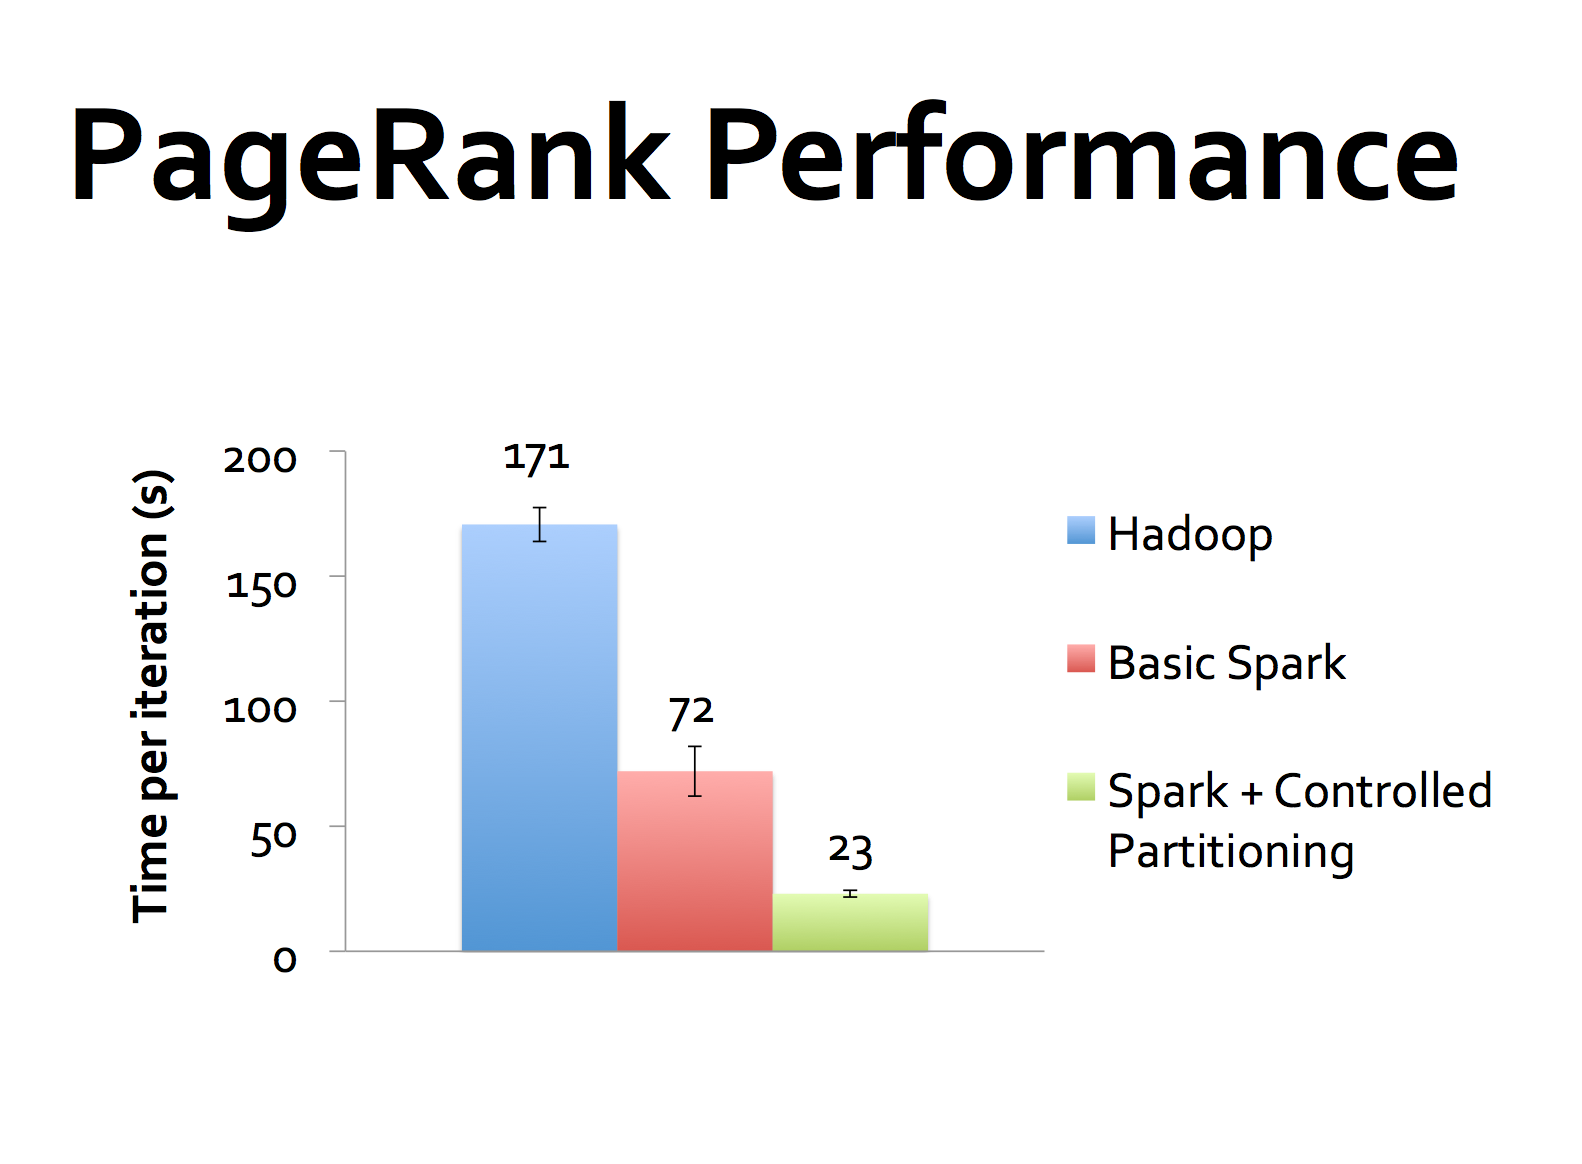 PageRank Performance
Time per iteration (s)
200
150
100
50
0
171
72
23
Hadoop
Basic Spark
Spark + Controlled
Partitioning